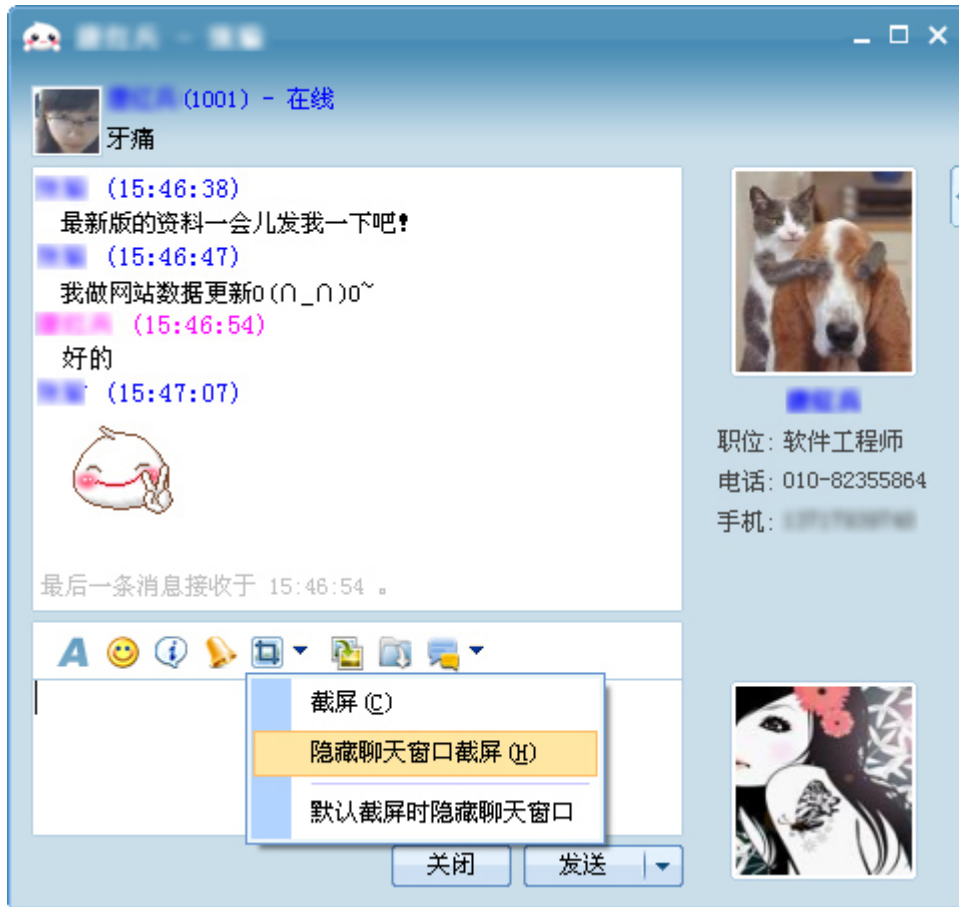 (1001) - 在线
牙痛
(15:46:38)
最新版的资料一会儿发我一下吧!
(15:46:47)
我做网站数据更新O(∩_∩)O~
(15:46:54)
好的
(15:47:07)
最后一条消息接收于 15:46:54 。
职位: 软件工程师
电话: 010-82355864
手机:
A
截屏(C)
隐藏聊天窗口截屏(H)
默认截屏时隐藏聊天窗口
关闭
发送